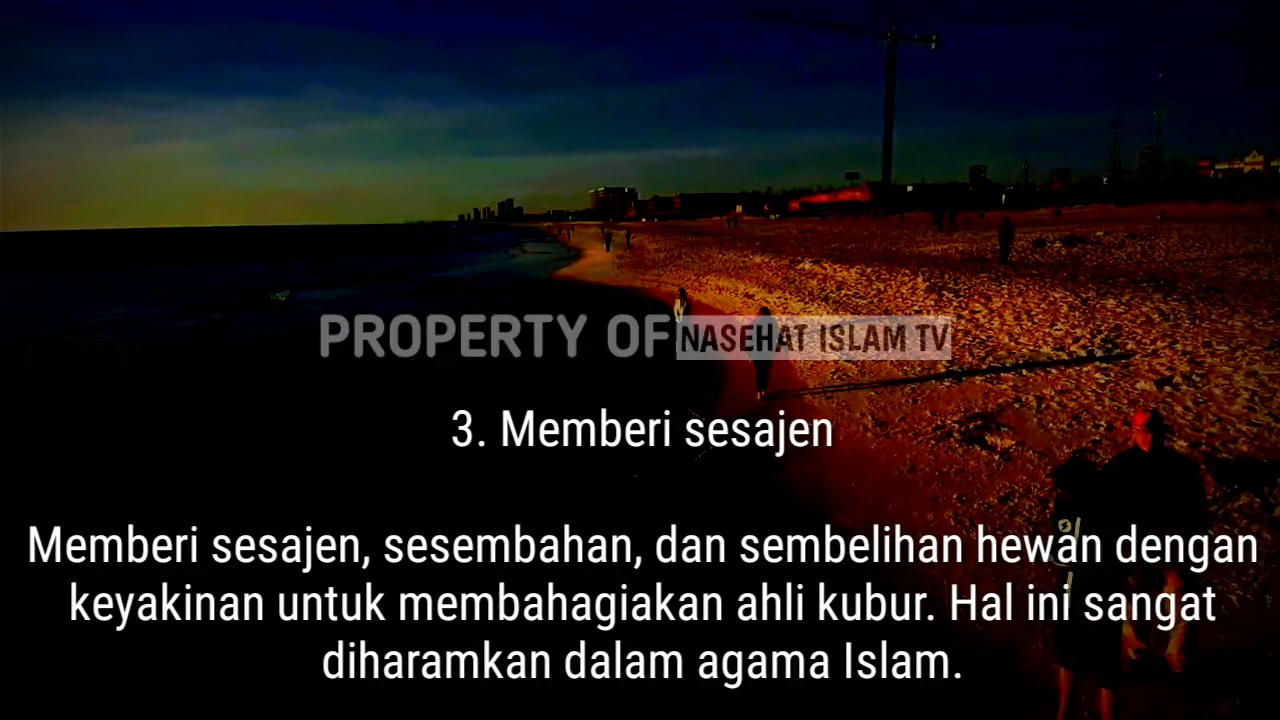 PROPERTY OF NASEHAT ISLAM TV
3. Memberi sesajen
Memberi sesajen, sesembahan, dan sembelihan hewan dengan
keyakinan untuk membahagiakan ahli kubur. Hal ini sangat
diharamkan dalam agama Islam.